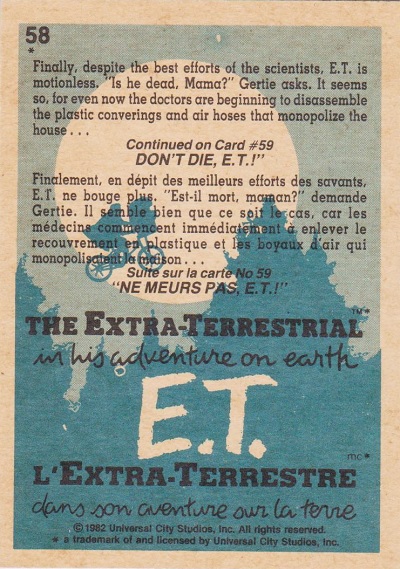 58
*
Finally, despite the best efforts of the scientists, E.T. is
motionless. "Is he dead, Mama?" Gertie asks. It seems
so, for even now the doctors are beginning to disassemble
the plastic converings and air hoses that monopolize the
house...
Continued on Card #59
DON'T DIE, E.T.!"
Finalement, en dépit des meilleurs efforts des savants,
E.T. ne bouge plus. "Est-il mort, maman?" demande
Gertie. Il semble bien que ce soit le cas, car les
médecins commencent immédiatement à enlever le
recouvrement en plastique et les boyaux d'air qui
monopolisaient la maison...
Suite sur la carte No 59
"NE MEURS PAS, E.T.!"
THE EXTRA-TERRESTRIAL ™*
in his adventure on earth
E.T.
mc*
L'EXTRA-TERRESTRE
dans son aventure sur la terre
©1982 Universal City Studios, Inc. All rights reserved.
* a trademark of and licensed by Universal City Studios, Inc.